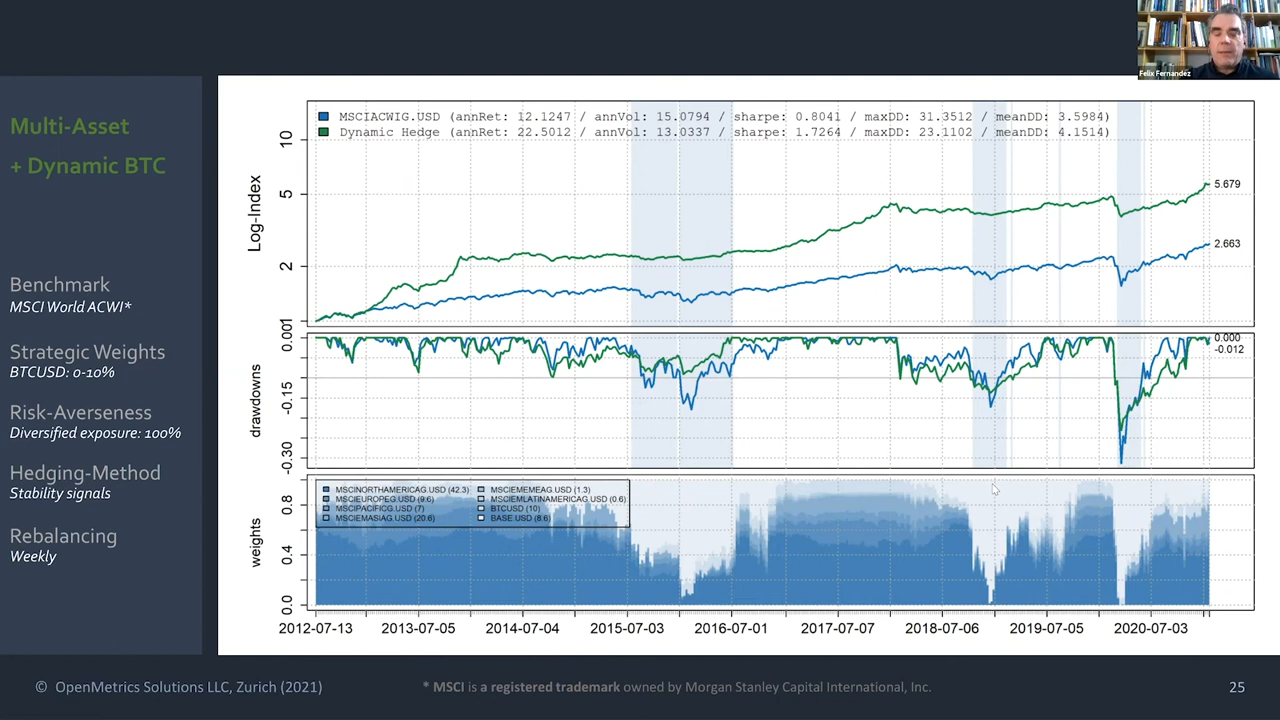 Felix Fernandez
Multi-Asset
+ Dynamic BTC
Benchmark
MSCI World ACWI*
Strategic Weights
BTCUSD: 0-10%
Risk-Averseness
Diversified exposure: 100%
Hedging-Method
Stability signals
Rebalancing
Weekly
MSCIACWIG.USD (annRet: 12.1247 / annVol: 15.0794 / sharpe: 0.8041 / maxDD: 31.3512 / meanDD: 3.5984)
Dynamic Hedge (annRet: 22.5012 / annVol: 13.0337 / sharpe: 1.7264 / maxDD: 23.1102 / meanDD: 4.1514)
Log-Index
10
5
2
0.001
5.679
2.663
drawdowns
0.001
-0.15
-0.30
0.000
-0.012
weights
0.8
0.4
0.0
MSCINORTHAMERICAG.USD (42.3)
MSCIEUROPEG.USD (9.6)
MSCIPACIFICG.USD (7)
MSCIEMASIAG.USD (20.6)
MSCIEMEMEAG.USD (1.3)
MSCIEMLATINAMERICAG.USD (0.6)
BTCUSD (10)
BASE.USD (8.6)
2012-07-13 2013-07-05 2014-07-04 2015-07-03 2016-07-01 2017-07-07 2018-07-06 2019-07-05 2020-07-03
© OpenMetrics Solutions LLC, Zurich (2021)
* MSCI is a registered trademark owned by Morgan Stanley Capital International, Inc.
25